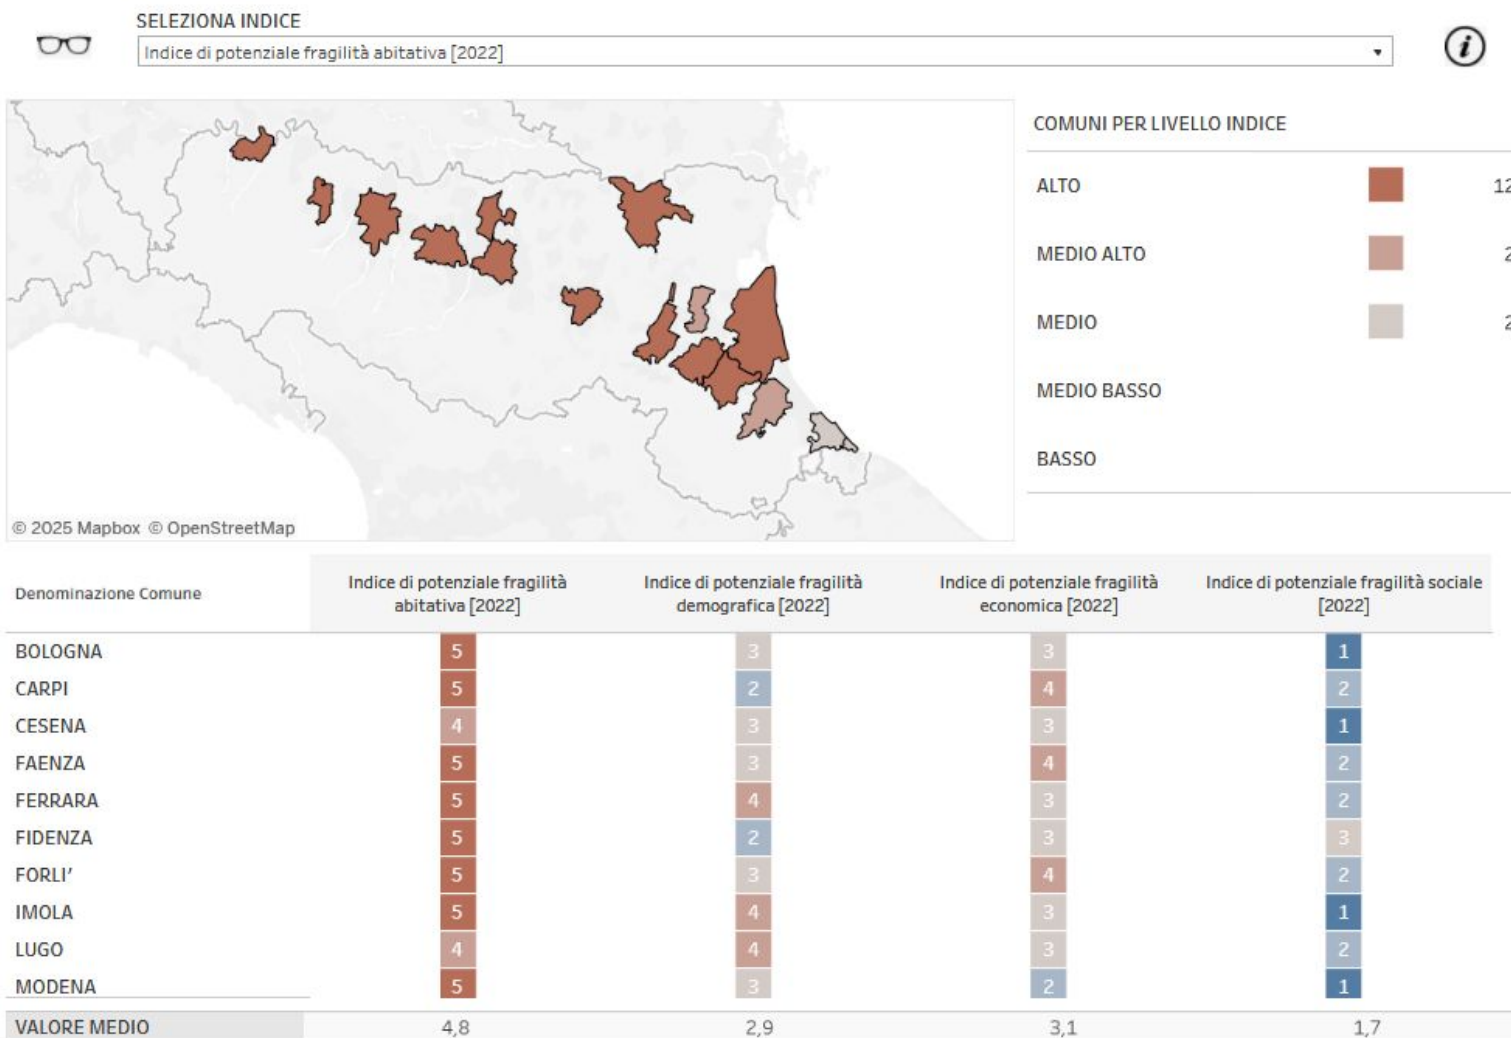 SELEZIONA INDICE
Indice di potenziale fragilità abitativa [2022]
i
COMUNI PER LIVELLO INDICE
ALTO 12
MEDIO ALTO 2
MEDIO 2
MEDIO BASSO
BASSO
© 2025 Mapbox © OpenStreetMap
Denominazione Comune
Indice di potenziale fragilità
abitativa [2022]
Indice di potenziale fragilità
demografica [2022]
Indice di potenziale fragilità
economica [2022]
Indice di potenziale fragilità sociale
[2022]
BOLOGNA 5 3 3 1
CARPI 5 2 4 2
CESENA 4 3 3 1
FAENZA 5 3 4 2
FERRARA 5 4 3 2
FIDENZA 5 2 3 3
FORLI’ 5 3 4 2
IMOLA 5 4 3 1
LUGO 4 4 3 2
MODENA 5 3 2 1
VALORE MEDIO 4,8 2,9 3,1 1,7